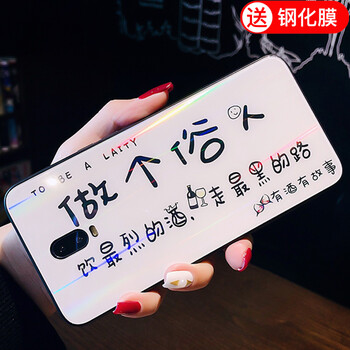 送 钢化膜
TO BE A LAITY
做个俗人
饮最烈的酒,走最黑的路
有酒有故事